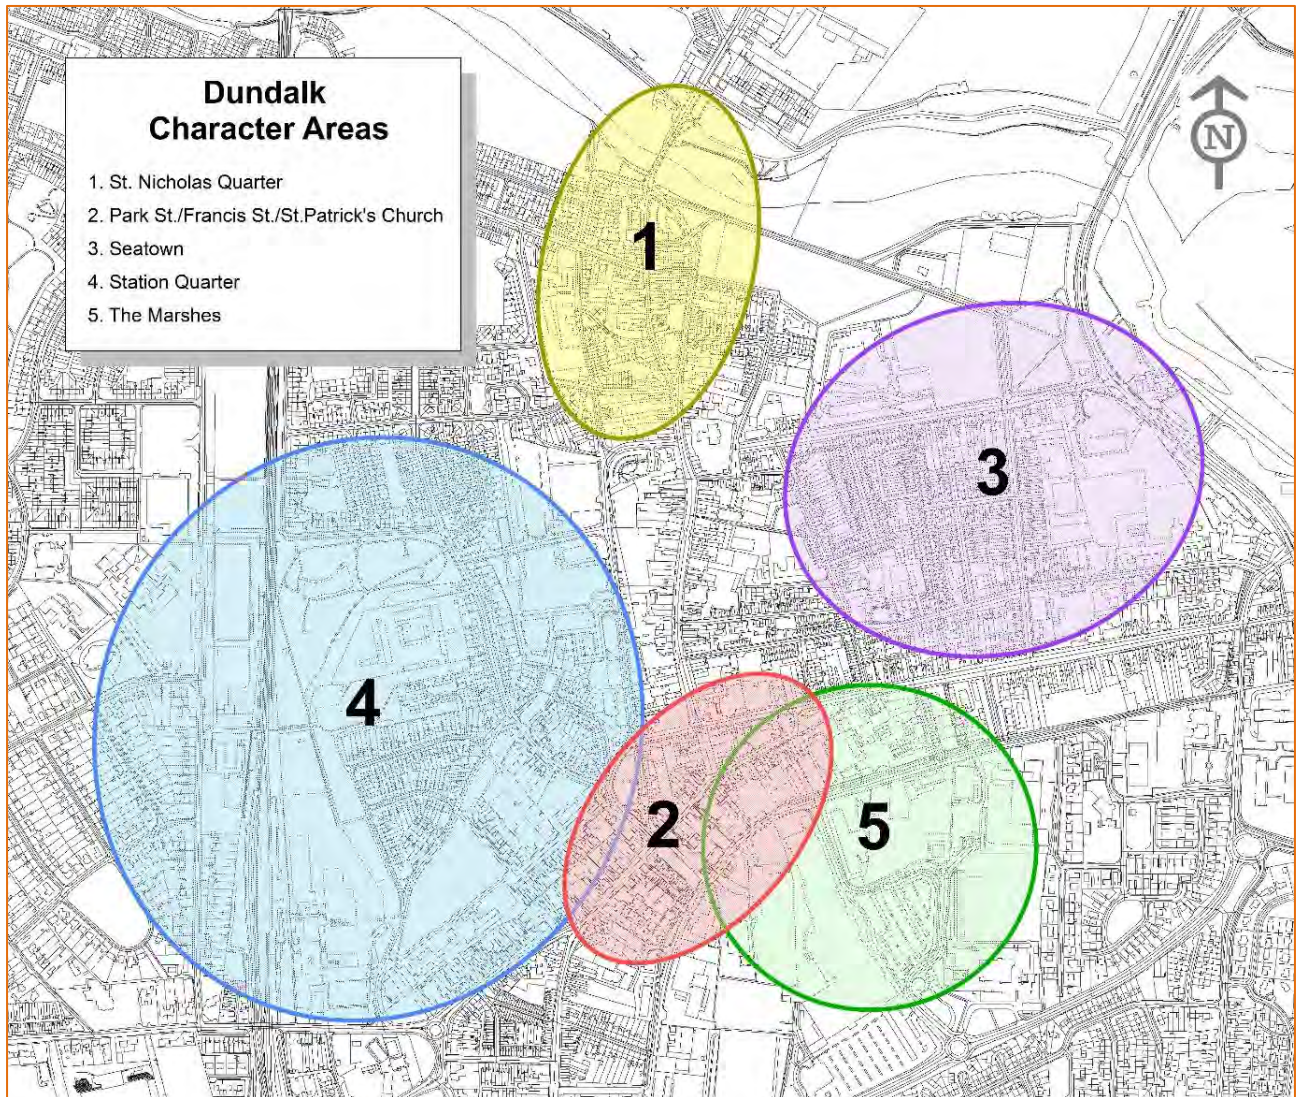 Dundalk
Character Areas
1. St. Nicholas Quarter
2. Park St./Francis St./St.Patrick's Church
3. Seatown
4. Station Quarter
5. The Marshes
N
1
3
4
2
5